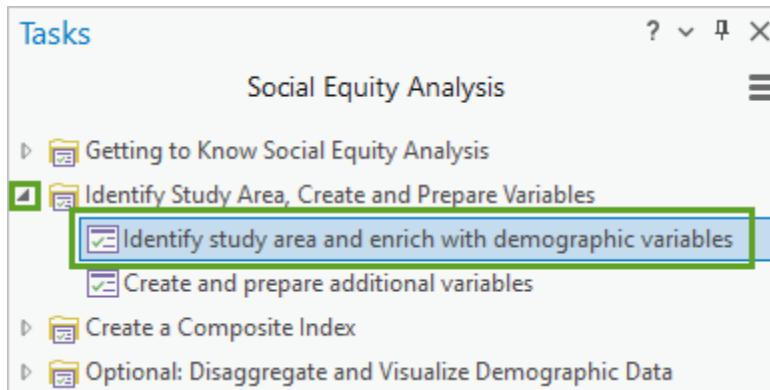 Tasks
?
Social Equity Analysis
Getting to Know Social Equity Analysis
Identify Study Area, Create and Prepare Variables
Identify study area and enrich with demographic variables
Create and prepare additional variables
Create a Composite Index
Optional: Disaggregate and Visualize Demographic Data